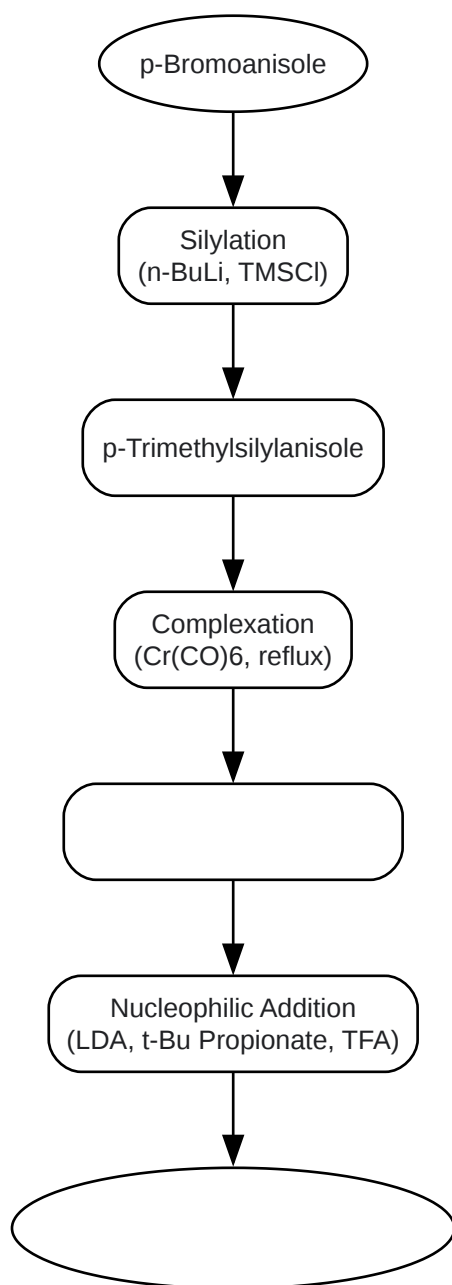 p-Bromoanisole
Silylation
(n-BuLi, TMSCl)
p-Trimethylsilylanisole
Complexation
(Cr(CO)6, reflux)
Nucleophilic Addition
(LDA, t-Bu Propionate, TFA)